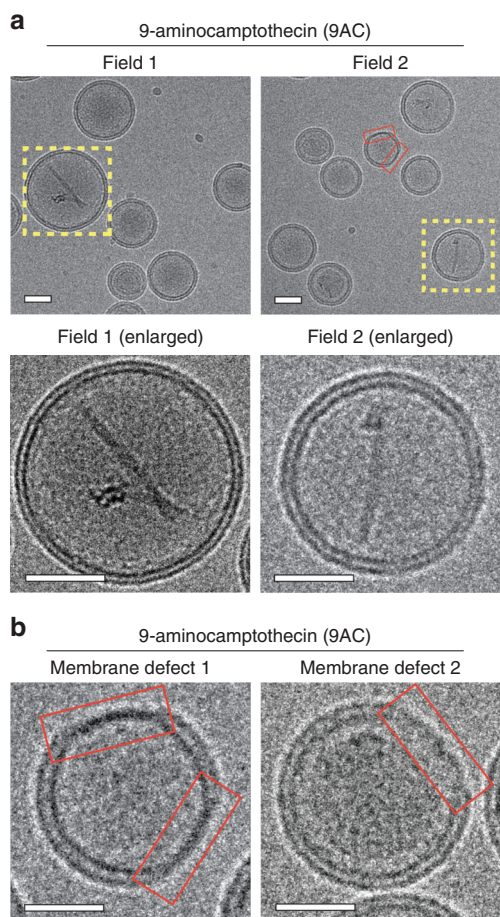 a
9-aminocamptothecin (9AC)
Field 1
Field 2
Field 1 (enlarged)
Field 2 (enlarged)
b
9-aminocamptothecin (9AC)
Membrane defect 1
Membrane defect 2